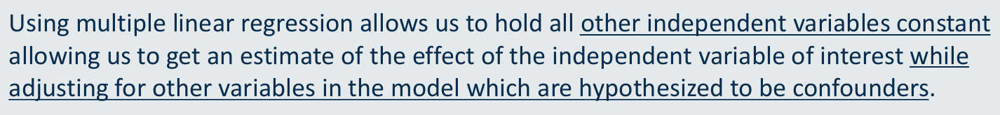 Using multiple linear regression allows us to hold all other independent variables constant
allowing us to get an estimate of the effect of the independent variable of interest while
adjusting for other variables in the model which are hypothesized to be confounders.